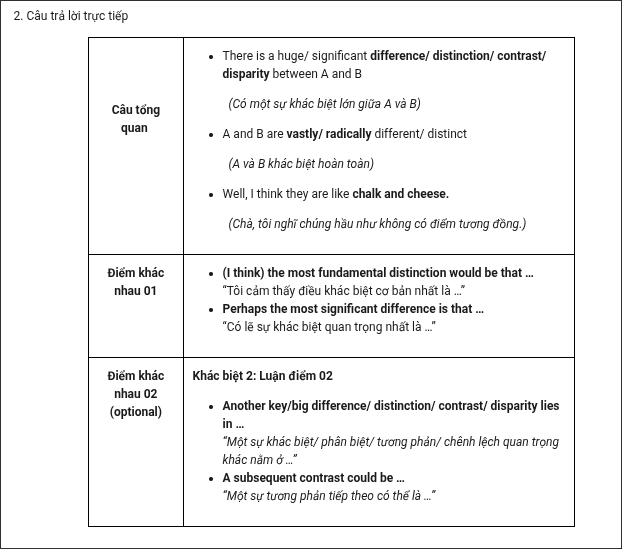 2. Câu trả lời trực tiếp
Câu tổng
quan
There is a huge/ significant difference/ distinction/ contrast/
disparity between A and B
(Có một sự khác biệt lớn giữa A và B)
A and B are vastly/ radically different/ distinct
(A và B khác biệt hoàn toàn)
Well, I think they are like chalk and cheese.
(Chà, tôi nghĩ chúng hầu như không có điểm tương đồng.)
Điểm khác
nhau 01
(I think) the most fundamental distinction would be that ...
“Tôi cảm thấy điều khác biệt cơ bản nhất là ...”
Perhaps the most significant difference is that ...
“Có lẽ sự khác biệt quan trọng nhất là ...”
Điểm khác
nhau 02
(optional)
Khác biệt 2: Luận điểm 02
Another key/big difference/ distinction/ contrast/ disparity lies
in ...
“Một sự khác biệt/ phân biệt/ tương phản/ chênh lệch quan trọng
khác nằm ở ...”
A subsequent contrast could be ...
“Một sự tương phản tiếp theo có thể là ...”